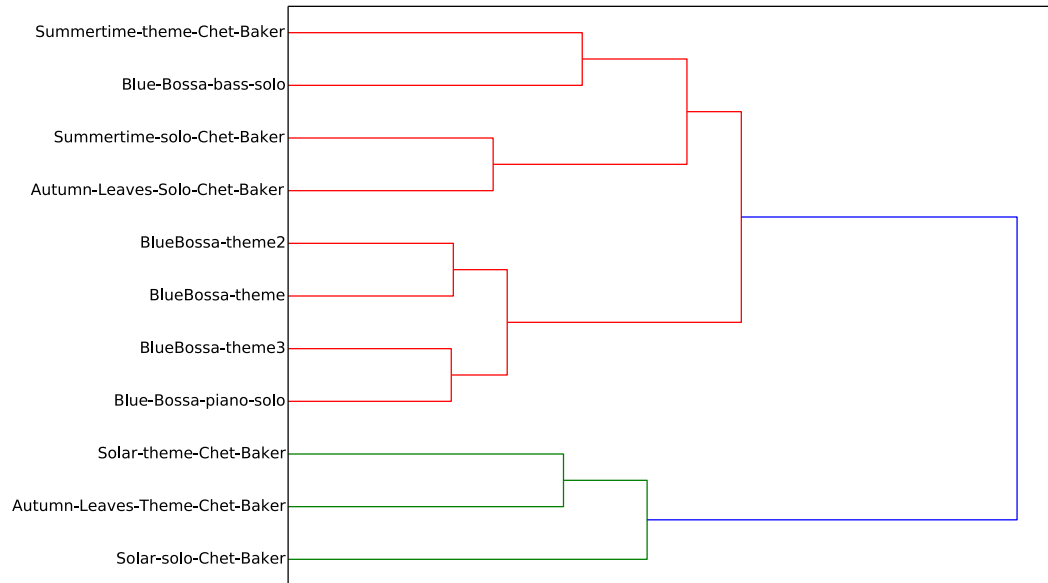 Summertime-theme-Chet-Baker
Blue-Bossa-bass-solo
Summertime-solo-Chet-Baker
Autumn-Leaves-Solo-Chet-Baker
BlueBossa-theme2
BlueBossa-theme
BlueBossa-theme3
Blue-Bossa-piano-solo
Solar-theme-Chet-Baker
Autumn-Leaves-Theme-Chet-Baker
Solar-solo-Chet-Baker